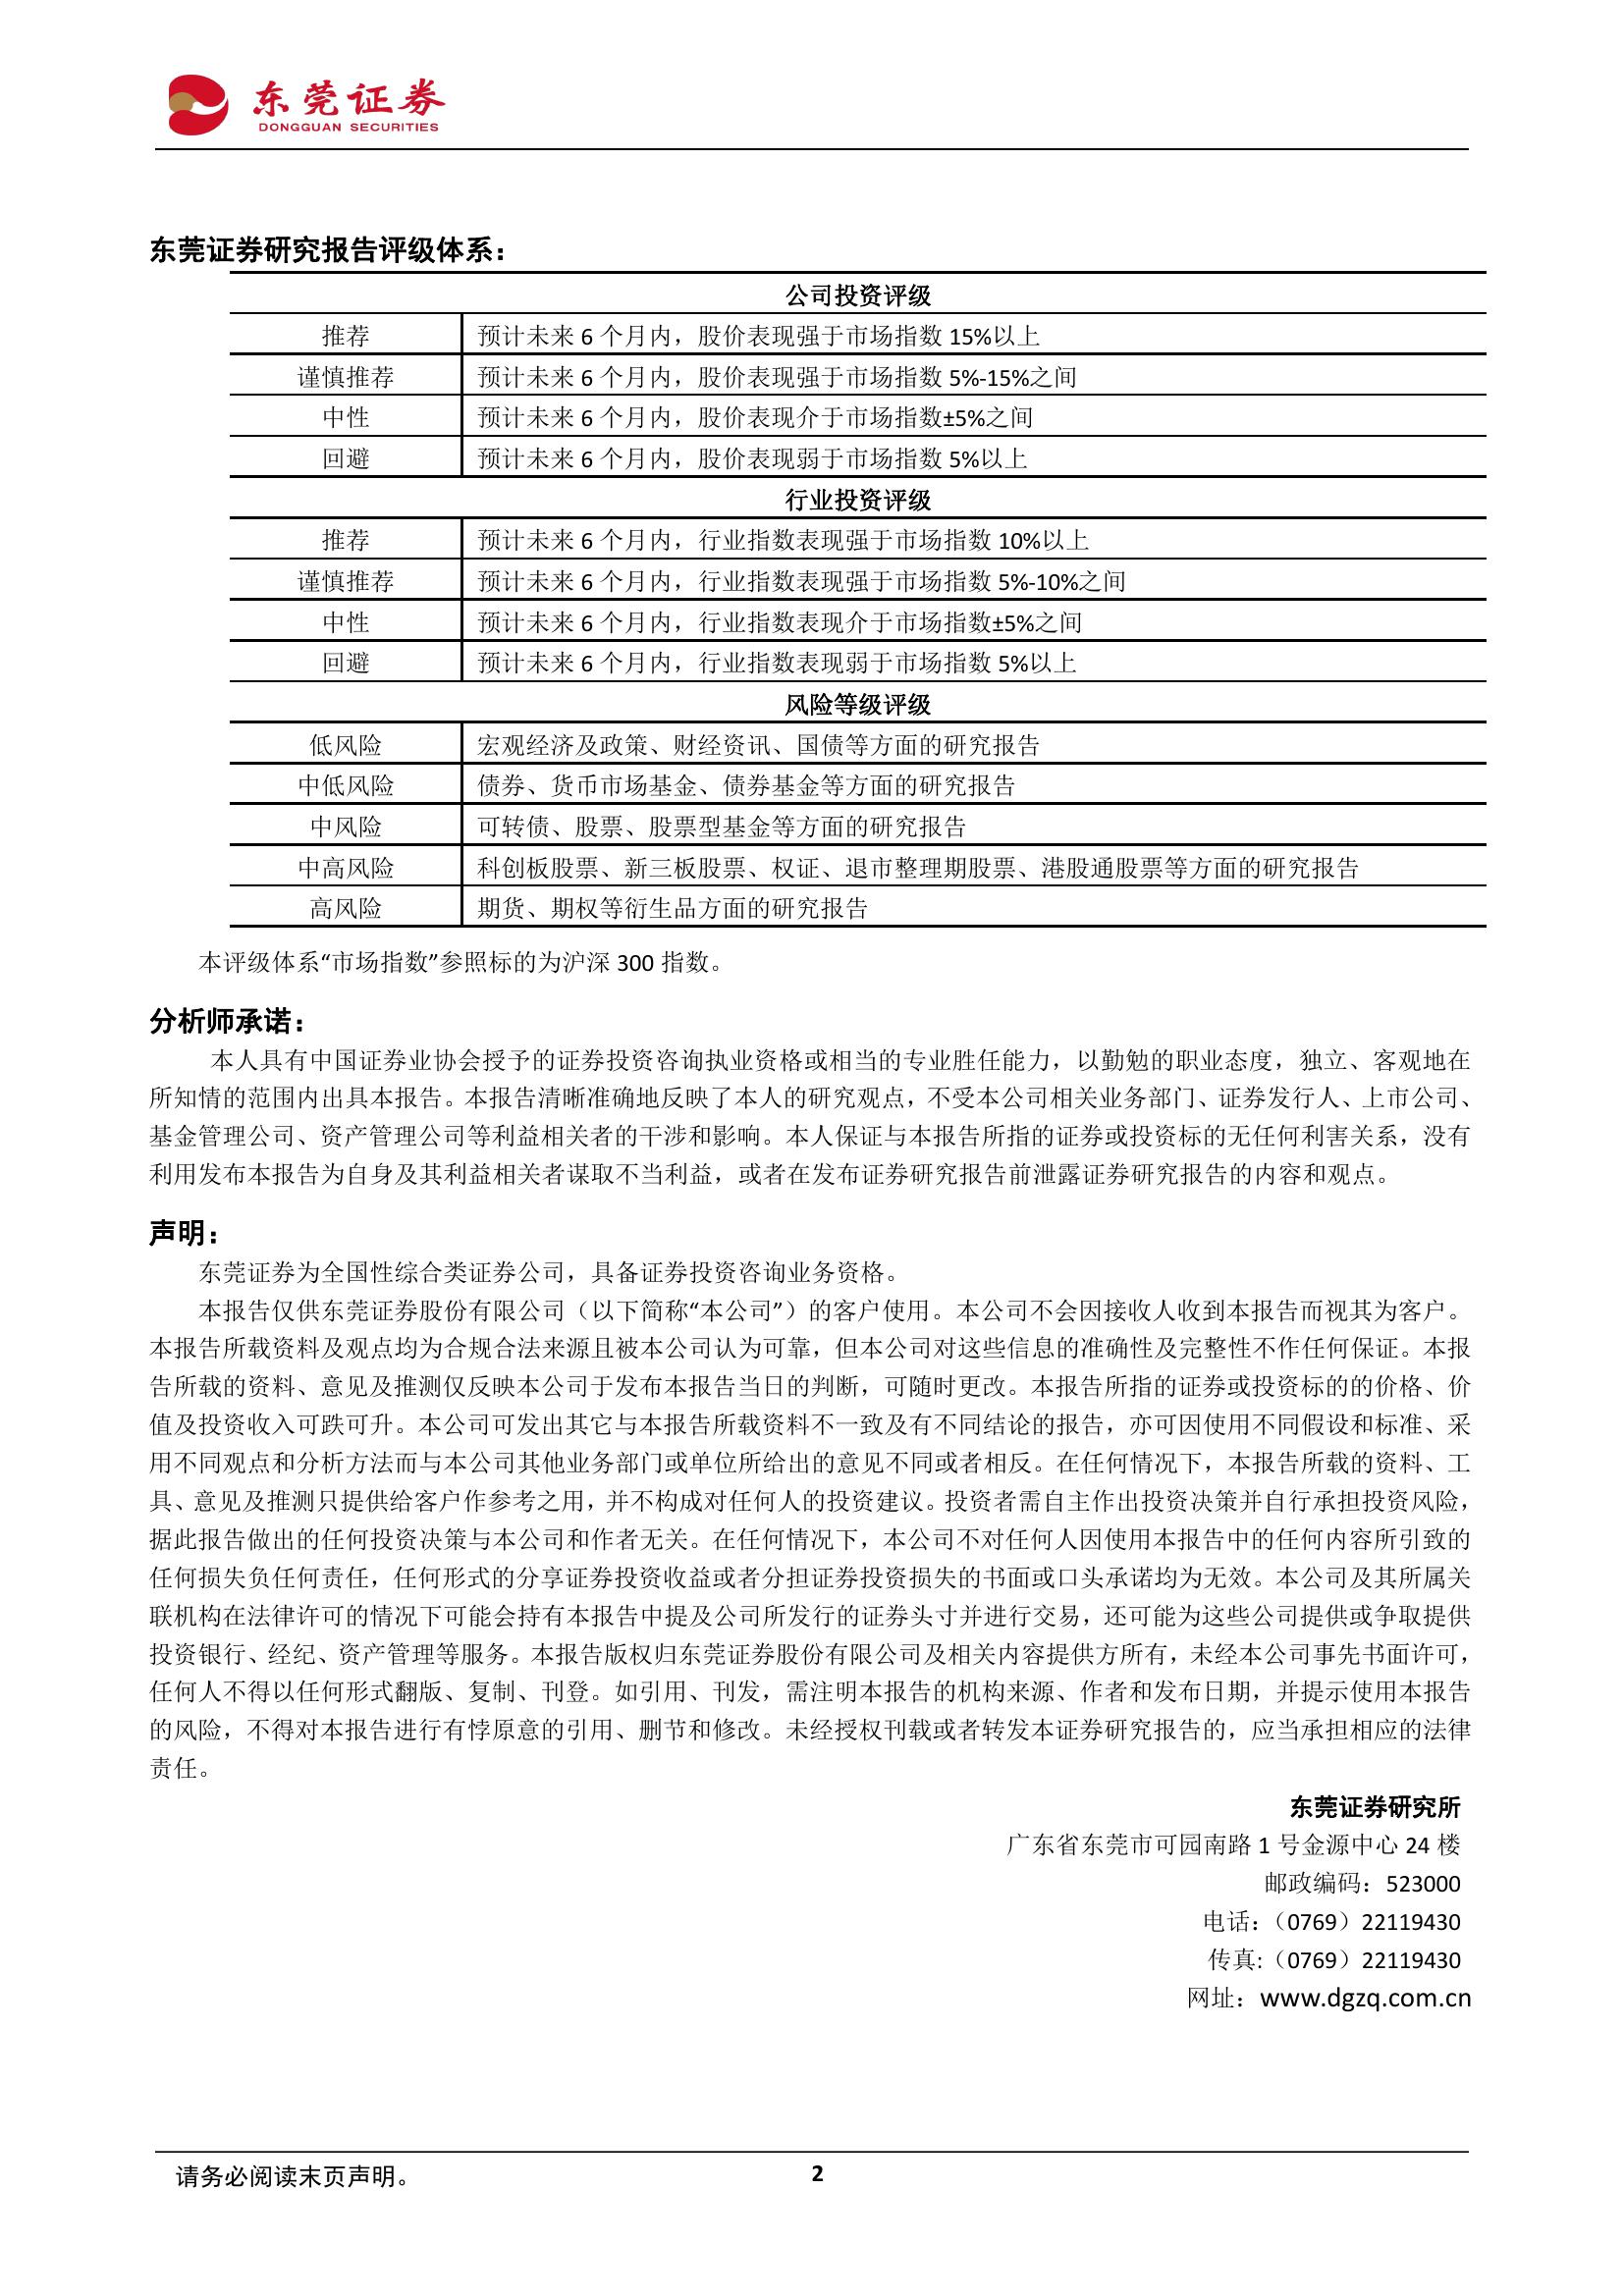 东莞证券
DONGGUAN SECURITIES
东莞证券研究报告评级体系：
公司投资评级
推荐 预计未来 6 个月内，股价表现强于市场指数 15%以上
谨慎推荐 预计未来 6 个月内，股价表现强于市场指数 5%-15%之间
中性 预计未来 6 个月内，股价表现介于市场指数±5%之间
回避 预计未来 6 个月内，股价表现弱于市场指数 5%以上
行业投资评级
推荐 预计未来 6 个月内，行业指数表现强于市场指数 10%以上
谨慎推荐 预计未来 6 个月内，行业指数表现强于市场指数 5%-10%之间
中性 预计未来 6 个月内，行业指数表现介于市场指数±5%之间
回避 预计未来 6 个月内，行业指数表现弱于市场指数 5%以上
风险等级评级
低风险 宏观经济及政策、财经资讯、国债等方面的研究报告
中低风险 债券、货币市场基金、债券基金等方面的研究报告
中风险 可转债、股票、股票型基金等方面的研究报告
中高风险 科创板股票、新三板股票、权证、退市整理期股票、港股通股票等方面的研究报告
高风险 期货、期权等衍生品方面的研究报告
本评级体系“市场指数”参照标的为沪深 300 指数。
分析师承诺：
本人具有中国证券业协会授予的证券投资咨询执业资格或相当的专业胜任能力，以勤勉的职业态度，独立、客观地在
所知情的范围内出具本报告。本报告清晰准确地反映了本人的研究观点，不受本公司相关业务部门、证券发行人、上市公司、
基金管理公司、资产管理公司等利益相关者的干涉和影响。本人保证与本报告所指的证券或投资标的无任何利害关系，没有
利用发布本报告为自身及其利益相关者谋取不当利益，或者在发布证券研究报告前泄露证券研究报告的内容和观点。
声明：
东莞证券为全国性综合类证券公司，具备证券投资咨询业务资格。
本报告仅供东莞证券股份有限公司（以下简称“本公司”）的客户使用。本公司不会因接收人收到本报告而视其为客户。
本报告所载资料及观点均为合规合法来源且被本公司认为可靠，但本公司对这些信息的准确性及完整性不作任何保证。本报
告所载的资料、意见及推测仅反映本公司于发布本报告当日的判断，可随时更改。本报告所指的证券或投资标的的价格、价
值及投资收入可跌可升。本公司可发出其它与本报告所载资料不一致及有不同结论的报告，亦可因使用不同假设和标准、采
用不同观点和分析方法而与本公司其他业务部门或单位所给出的意见不同或者相反。在任何情况下，本报告所载的资料、工
具、意见及推测只提供给客户作参考之用，并不构成对任何人的投资建议。投资者需自主作出投资决策并自行承担投资风险，
据此报告做出的任何投资决策与本公司和作者无关。在任何情况下，本公司不对任何人因使用本报告中的任何内容所引致的
任何损失负任何责任，任何形式的分享证券投资收益或者分担证券投资损失的书面或口头承诺均为无效。本公司及其所属关
联机构在法律许可的情况下可能会持有本报告中提及公司所发行的证券头寸并进行交易，还可能为这些公司提供或争取提供
投资银行、经纪、资产管理等服务。本报告版权归东莞证券股份有限公司及相关内容提供方所有，未经本公司事先书面许可，
任何人不得以任何形式翻版、复制、刊登。如引用、刊发，需注明本报告的机构来源、作者和发布日期，并提示使用本报告
的风险，不得对本报告进行有悖原意的引用、删节和修改。未经授权刊载或者转发本证券研究报告的，应当承担相应的法律
责任。
东莞证券研究所
广东省东莞市可园南路 1 号金源中心 24 楼
邮政编码：523000
电话：（0769）22119430
传真:（0769）22119430
网址：www.dgzq.com.cn
请务必阅读末页声明。 2